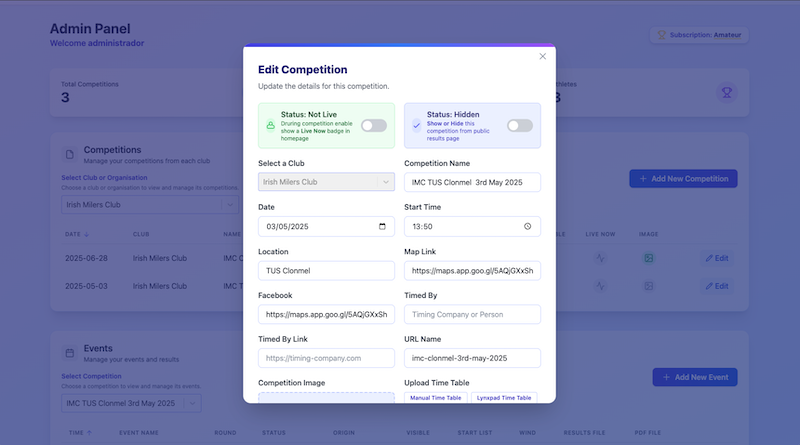 Admin Panel
Welcome administrador
Subscription: Amateur
Total Competitions
3
3
Edit Competition
Update the details for this competition.
Status: Not Live
Druring competition enable
show a Live Now badge in
homepage
Status: Hidden
Show or Hide this
competition from public
results page
Select a Club
Irish Milers Club
Competition Name
IMC TUS Clonmel 3rd May 2025
Date
03/05/2025
Start Time
13:50
Location
TUS Clonmel
Map Link
https://maps.app.goo.gl/5AQjGXxSh
Facebook
https://maps.app.goo.gl/5AQjGXxSh
Timed By
Timing Company or Person
Timed By Link
https://timing-company.com
URL Name
imc-clonmel-3rd-may-2025
Competition Image
Upload Time Table
Manual Time Table
Lynxpad Time Table
Competitions
Manage your competitions from each club
Select Club or Organisation
Choose a club or organisation to view and manage its competitions.
Irish Milers Club
Add New Competition
DATE CLUB NAME LIVE NOW IMAGE
2025-06-28 Irish Milers Club IMC Edit
2025-05-03 Irish Milers Club IMC Edit
Events
Manage your events and results
Select Competition
Choose a competition to view and manage its events.
IMC TUS Clonmel 3rd May 2025
Add New Event
TIME EVENT NAME ROUND STATUS ORIGIN VISIBLE START LIST WIND RESULTS FILE PDF FILE